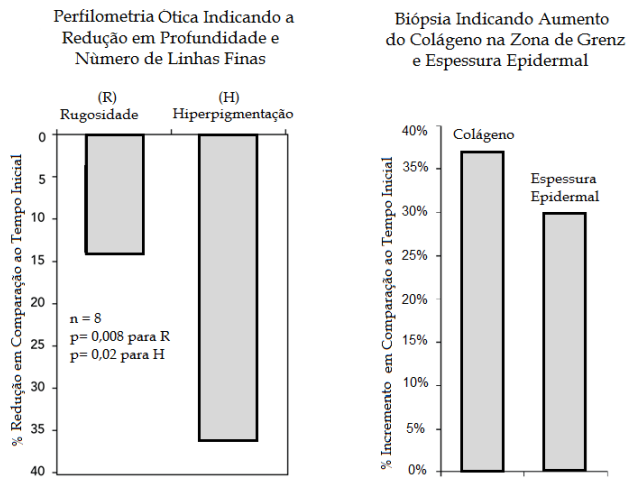 Perfilometria Ótica Indicando a
Redução em Profundidade e
Nùmero de Linhas Finas
(R)
Rugosidade
(H)
Hiperpigmentação
% Redução em Comparação ao Tempo Inicial
0
5
10
15
20
25
30
35
40
n = 8
p= 0,008 para R
p= 0,02 para H
Biópsia Indicando Aumento
do Colágeno na Zona de Grenz
e Espessura Epidermal
% Incremento em Comparação ao Tempo Inicial
40%
35%
30%
25%
20%
15%
10%
5%
0%
Colágeno
Espessura
Epidermal